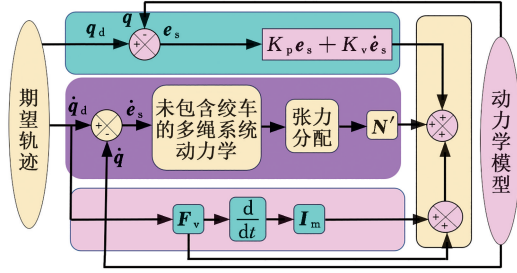 期望轨迹
q_d
q
+
-
e_s
K_p e_s + K_v ė_s
q̇_d
+
-
q̇
ė_s
未包含绞车
的多绳系统
动力学
张力
分配
N′
+
+
+
F_v
d/dt
I_m
+
+
动力学模型